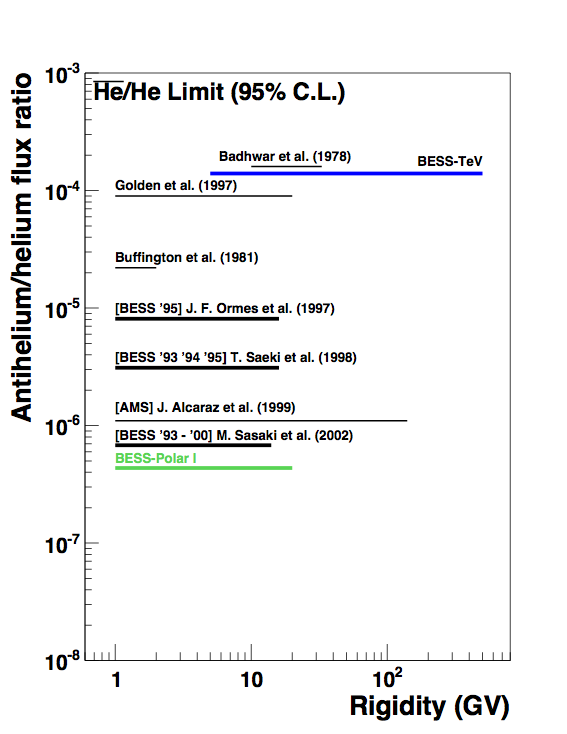 10⁻³
H̅e̅/He Limit (95% C.L.)
Badhwar et al. (1978)
BESS-TeV
10⁻⁴
Golden et al. (1997)
Buffington et al. (1981)
10⁻⁵
[BESS '95] J. F. Ormes et al. (1997)
[BESS '93 '94 '95] T. Saeki et al. (1998)
[AMS] J. Alcaraz et al. (1999)
10⁻⁶
[BESS '93 - '00] M. Sasaki et al. (2002)
BESS-Polar I
10⁻⁷
10⁻⁸
1 10 10²
Rigidity (GV)
Antihelium/helium flux ratio